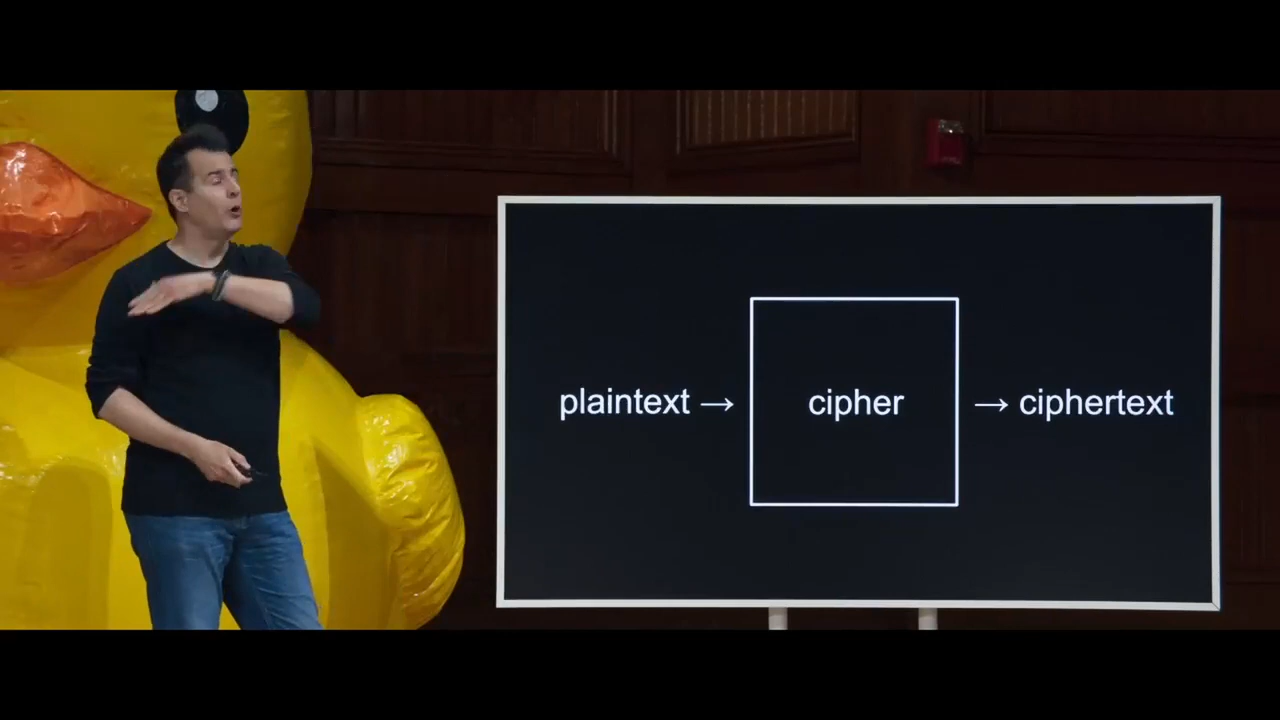 plaintext → cipher → ciphertext